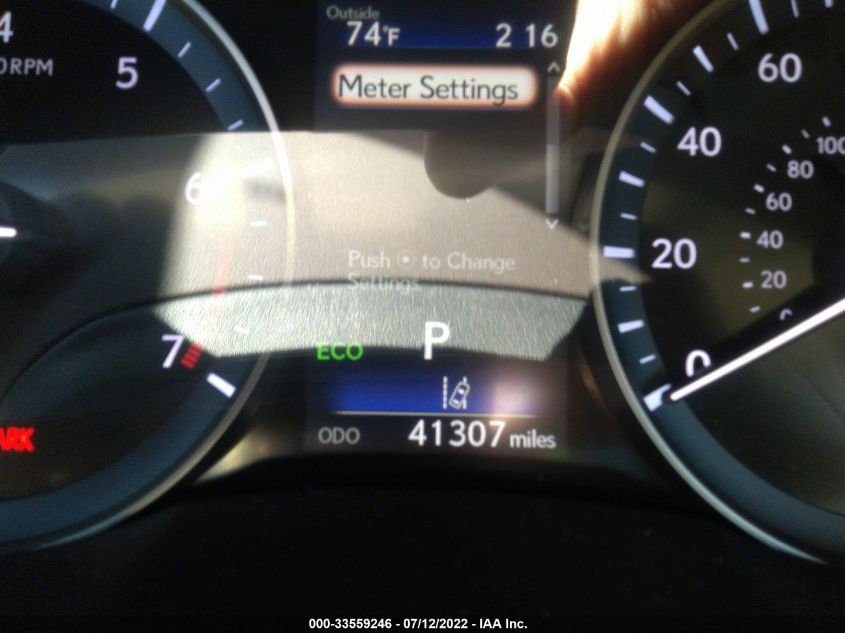 Outside
74°F 2 16
Meter Settings
4
5
6
7
RPM
60
40
20
0
100
80
60
40
20
0
Push to Change
Settings
ECO
P
ODO 41307 miles
000-33559246 - 07/12/2022 - IAA Inc.